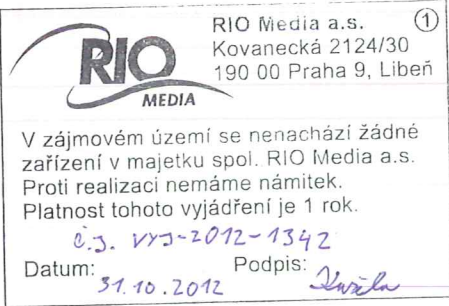 RIO Media a.s. ①
Kovanecká 2124/30
190 00 Praha 9, Libeň
RIO
MEDIA
V zájmovém území se nenachází žádné
zařízení v majetku spol. RIO Media a.s.
Proti realizaci nemáme námitek.
Platnost tohoto vyjádření je 1 rok.
č.j. VYJ-2012-1342
Datum: 31.10.2012 Podpis: